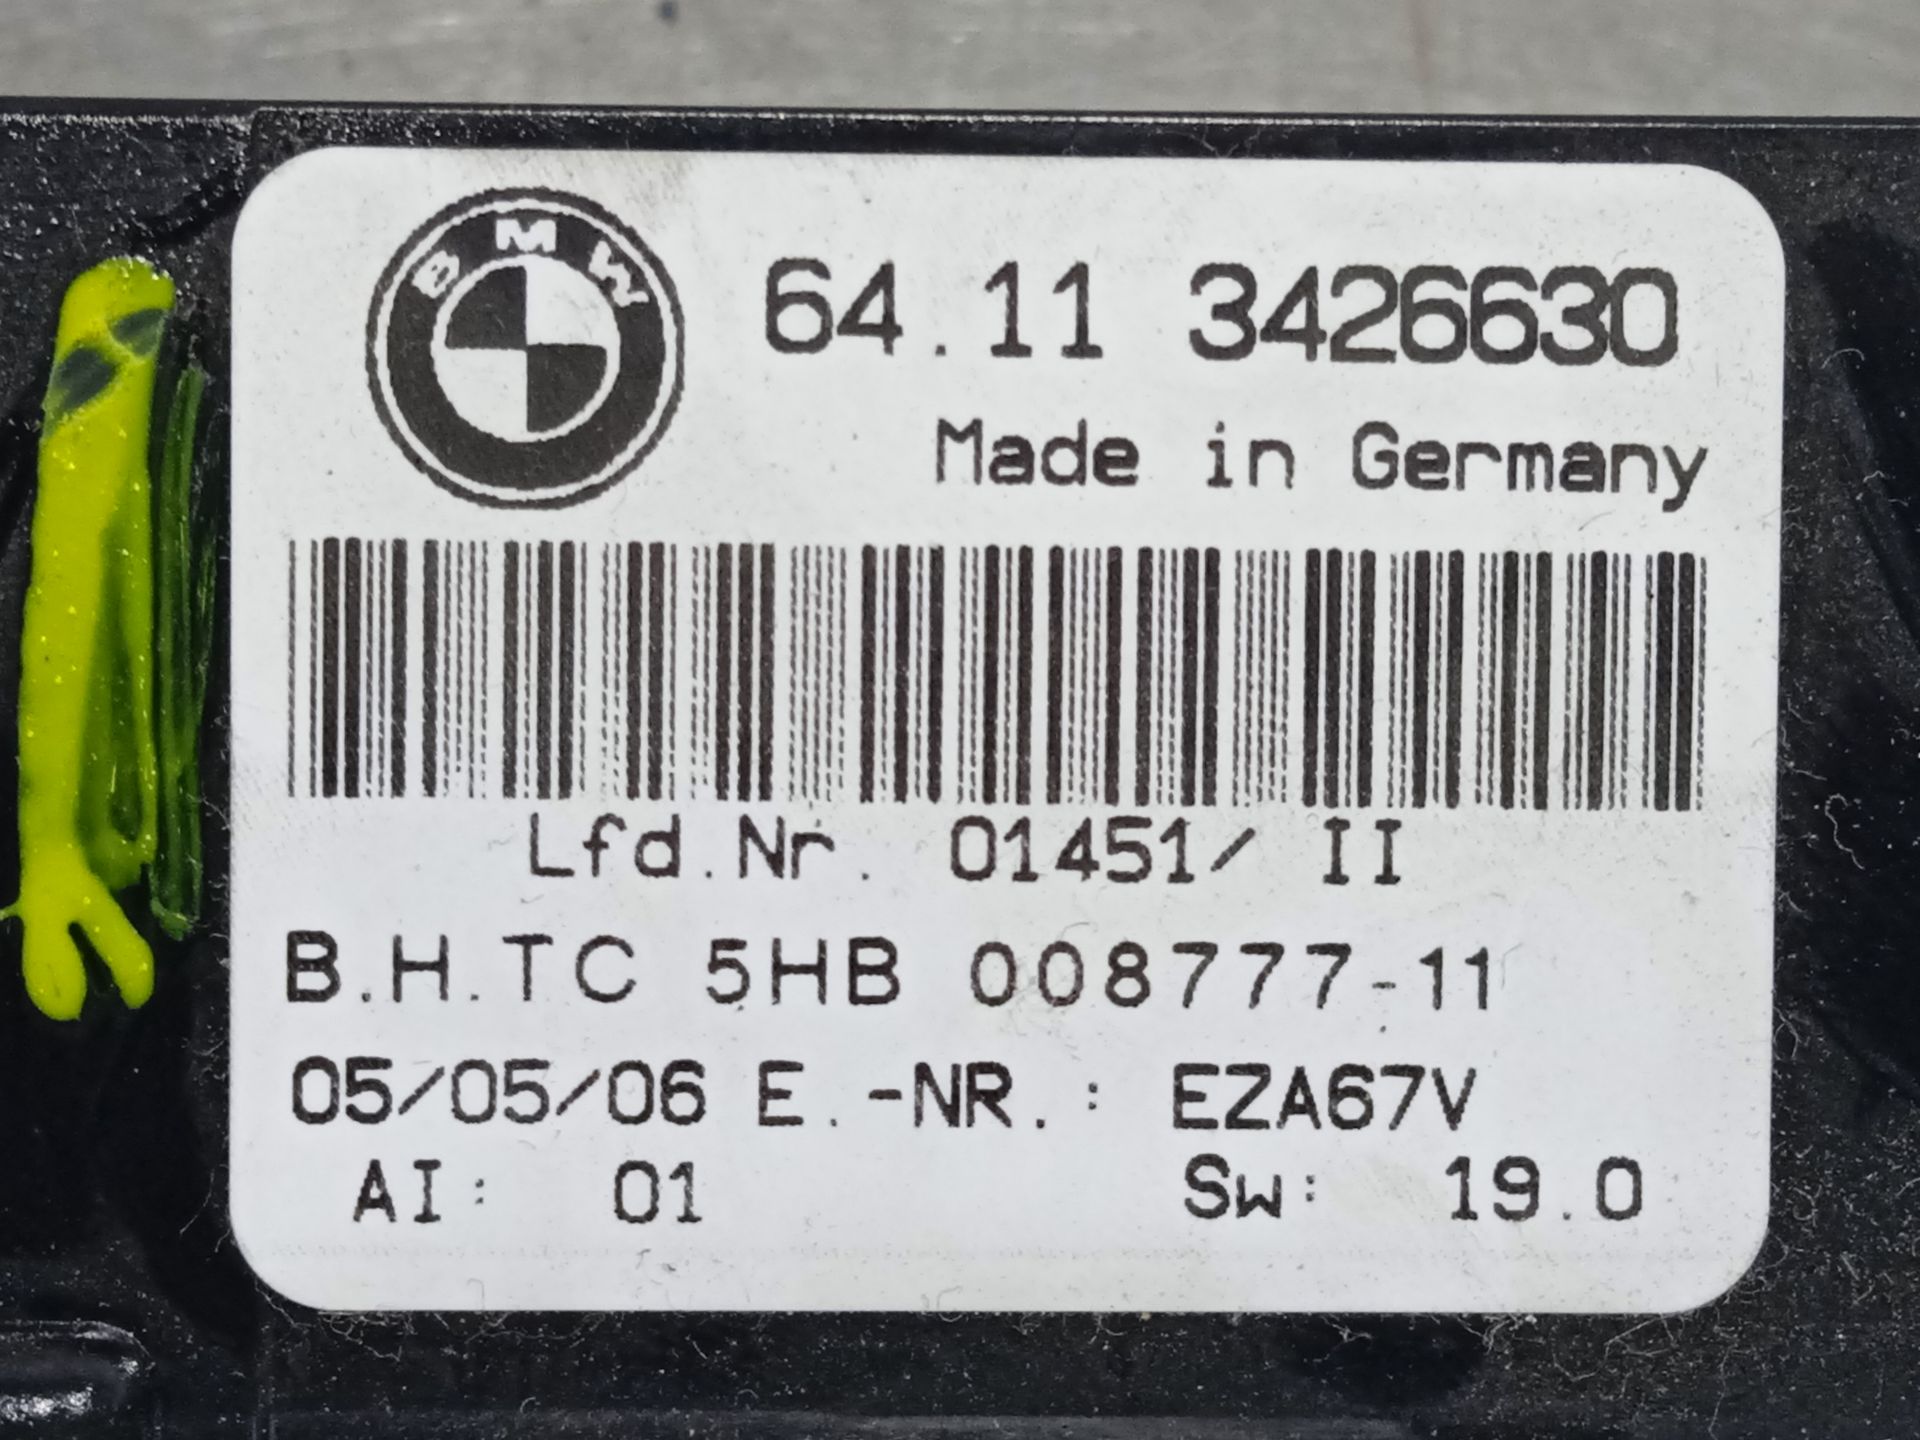 BMW
64.11 3426630
Made in Germany
Lfd.Nr. 01451/ II
B.H.TC 5HB 008777-11
05/05/06 E.-NR.: EZA67V
AI: 01 Sw: 19.0